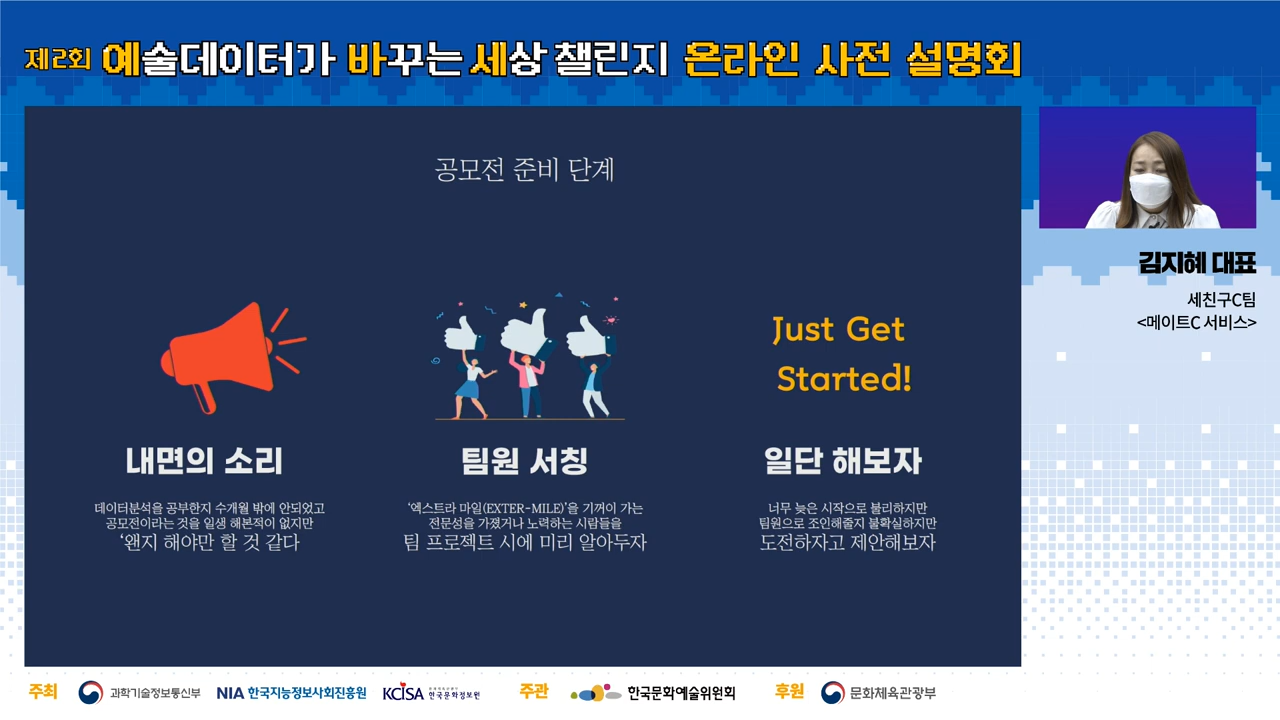 제2회 예술데이터가 바꾸는 세상 챌린지 온라인 사전 설명회
공모전 준비 단계
내면의 소리
데이터분석을 공부한지 수개월 밖에 안되었고
공모전이라는 것을 일생 해본적이 없지만
‘왠지 해야만 할 것 같다
팀원 서칭
‘엑스트라 마일(EXTER-MILE)’을 기꺼이 가는
전문성을 가졌거나 노력하는 시람들을
팀 프로젝트 시에 미리 알아두자
Just Get
Started!
일단 해보자
너무 늦은 시작으로 불리하지만
팀원으로 조인해줄지 불확실하지만
도전하자고 제안해보자
김지혜 대표
세친구C팀
<메이트C 서비스>
주최 과학기술정보통신부 NIA 한국지능정보사회진흥원 KCISA 한국문화정보원 주관 한국문화예술위원회 후원 문화체육관광부